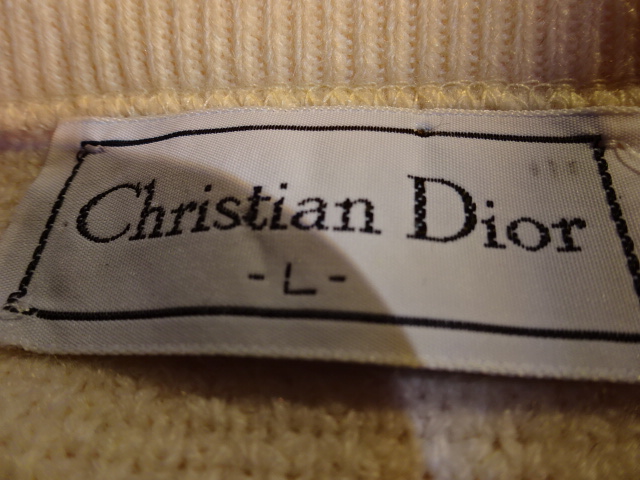 Christian Dior
- L -